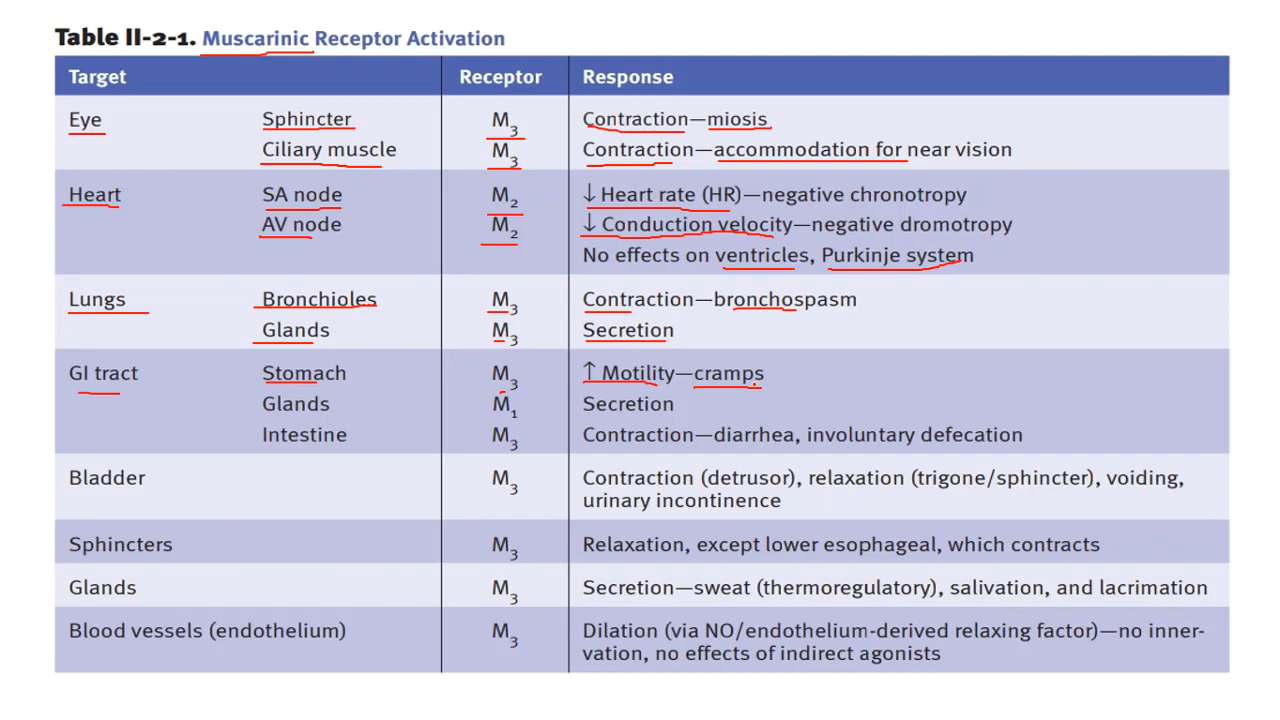 Table II-2-1. Muscarinic Receptor Activation
Target Receptor Response
Eye Sphincter M3 Contraction—miosis
Ciliary muscle M3 Contraction—accommodation for near vision
Heart SA node M2 ↓ Heart rate (HR)—negative chronotropy
AV node M2 ↓ Conduction velocity—negative dromotropy
No effects on ventricles, Purkinje system
Lungs Bronchioles M3 Contraction—bronchospasm
Glands M3 Secretion
GI tract Stomach M3 ↑ Motility—cramps
Glands M1 Secretion
Intestine M3 Contraction—diarrhea, involuntary defecation
Bladder M3 Contraction (detrusor), relaxation (trigone/sphincter), voiding,
urinary incontinence
Sphincters M3 Relaxation, except lower esophageal, which contracts
Glands M3 Secretion—sweat (thermoregulatory), salivation, and lacrimation
Blood vessels (endothelium) M3 Dilation (via NO/endothelium-derived relaxing factor)—no inner-
vation, no effects of indirect agonists